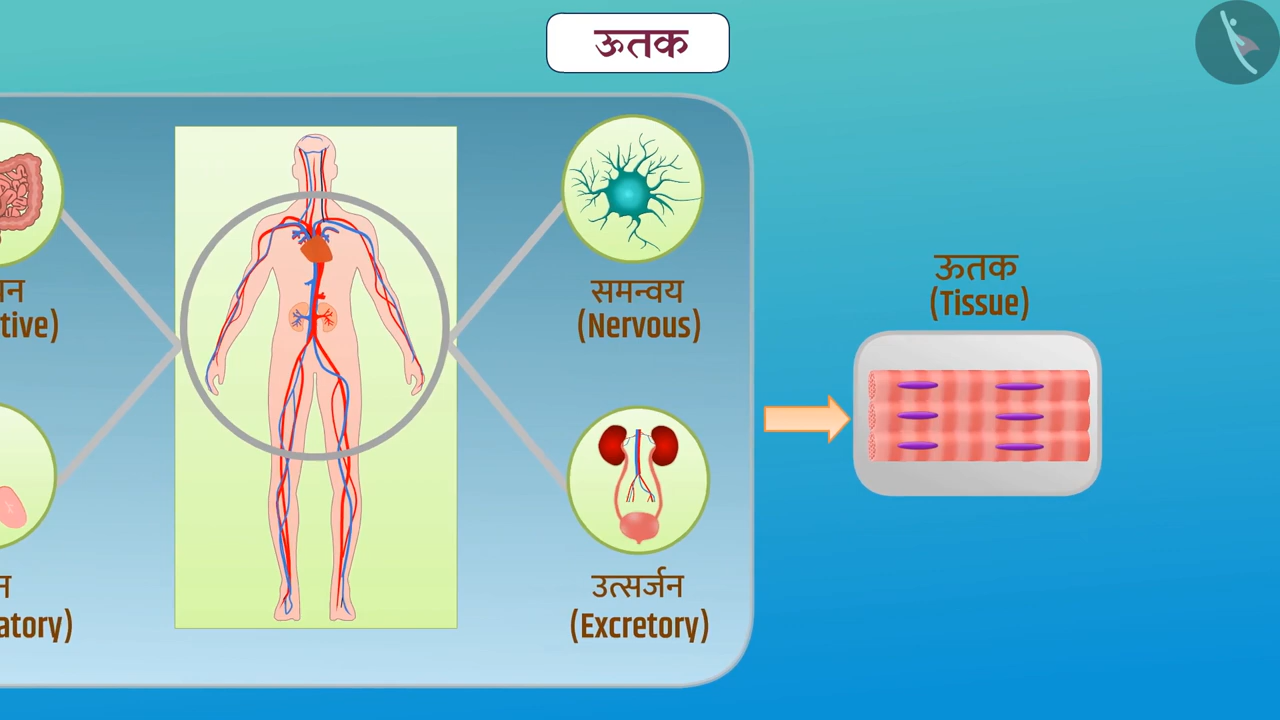 ऊतक
समन्वय
(Nervous)
उत्सर्जन
(Excretory)
ऊतक
(Tissue)